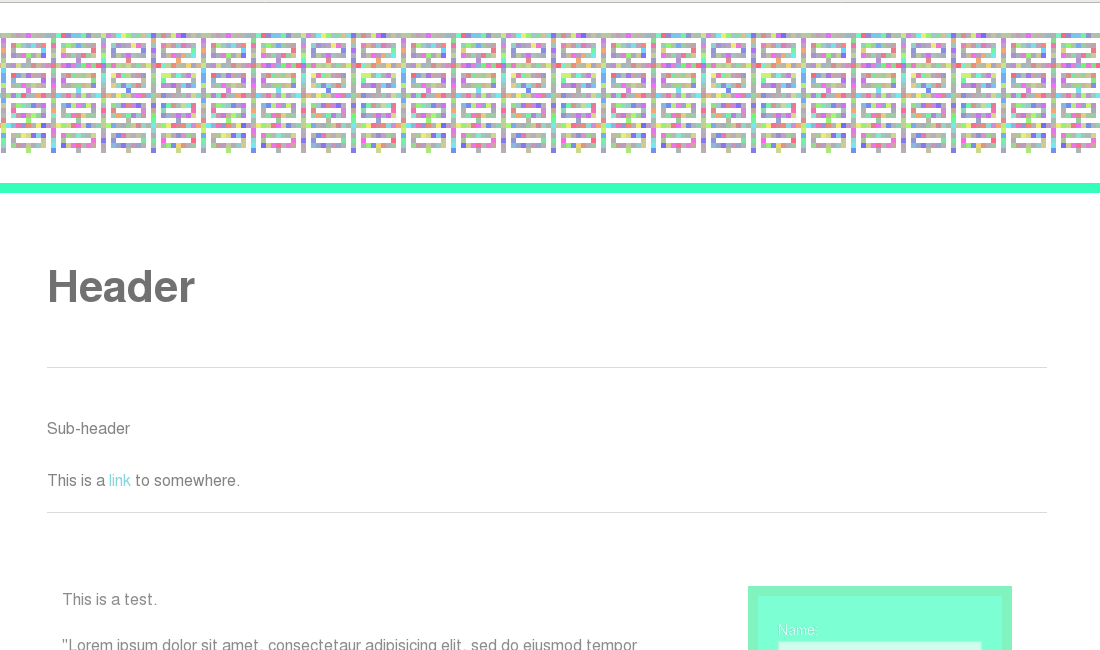 Header
Sub-header
This is a link to somewhere.
This is a test.
"Lorem ipsum dolor sit amet, consectetaur adipisicing elit, sed do eiusmod tempor
Name: